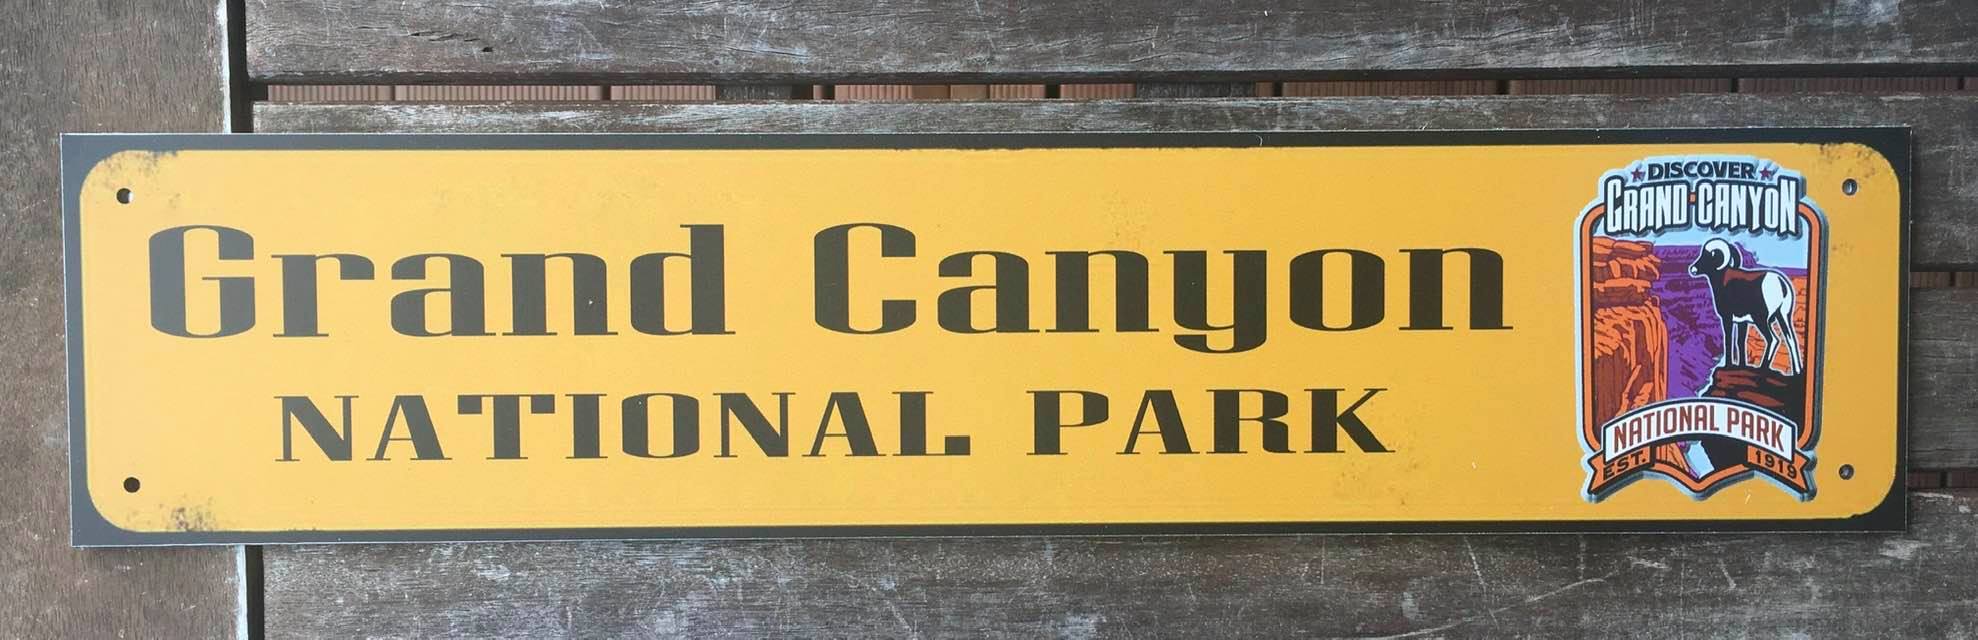 Grand Canyon
NATIONAL PARK
DISCOVER
GRAND CANYON
NATIONAL PARK
EST. 1919